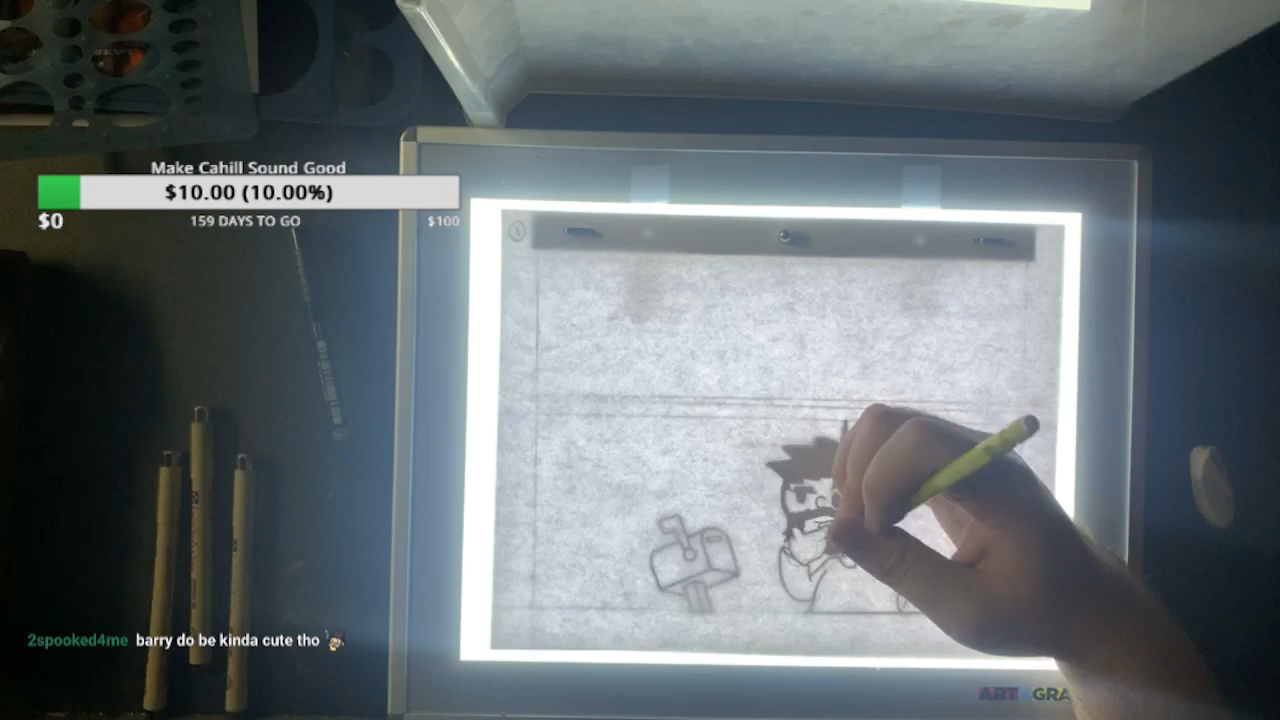 Make Cahill Sound Good
$10.00 (10.00%)
$0 159 DAYS TO GO $100
1
2spooked4me barry do be kinda cute tho
ART GRA